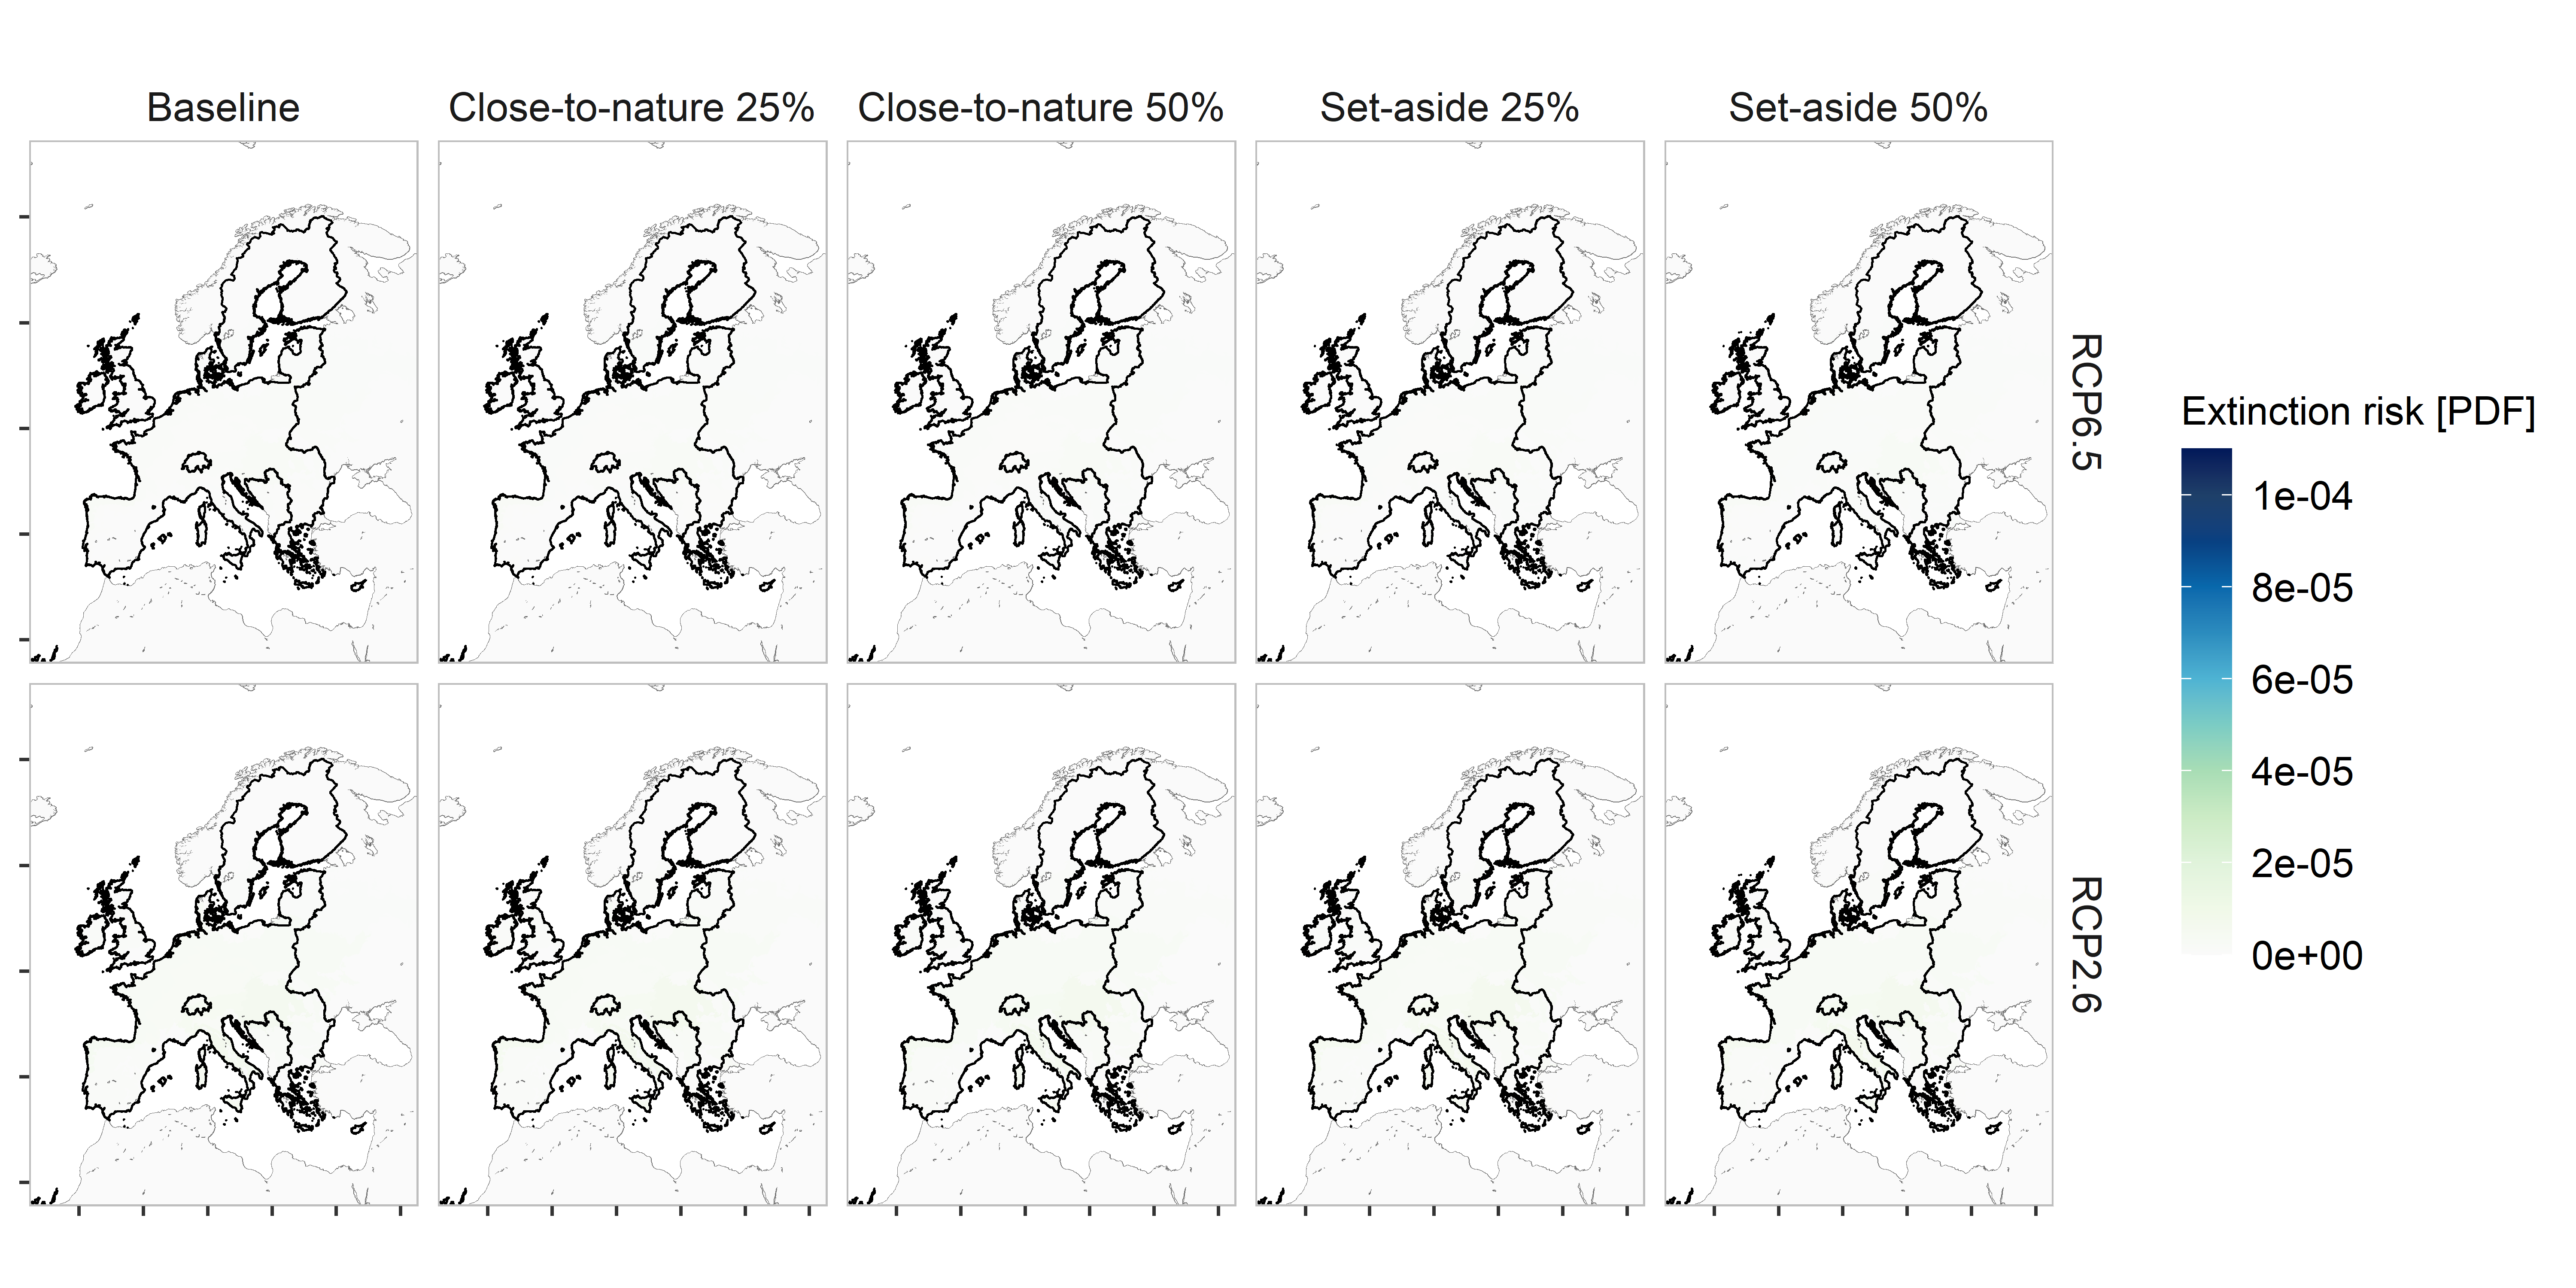 Baseline
Close-to-nature 25%
Close-to-nature 50%
Set-aside 25%
Set-aside 50%
RCP6.5
RCP2.6
Extinction risk [PDF]
1e-04
8e-05
6e-05
4e-05
2e-05
0e+00